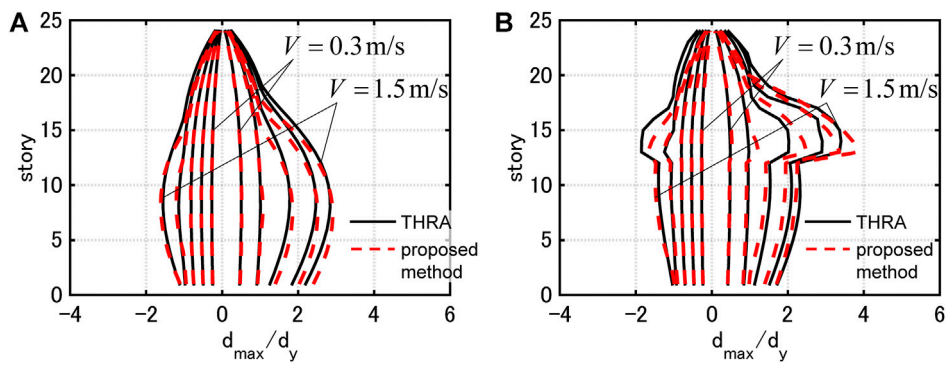 A
25
20
15
10
5
0
story
V = 0.3 m/s
V = 1.5 m/s
THRA
proposed
method
-4 -2 0 2 4 6
d_max/d_y
B
25
20
15
10
5
0
story
V = 0.3 m/s
V = 1.5 m/s
THRA
proposed
method
-4 -2 0 2 4 6
d_max/d_y